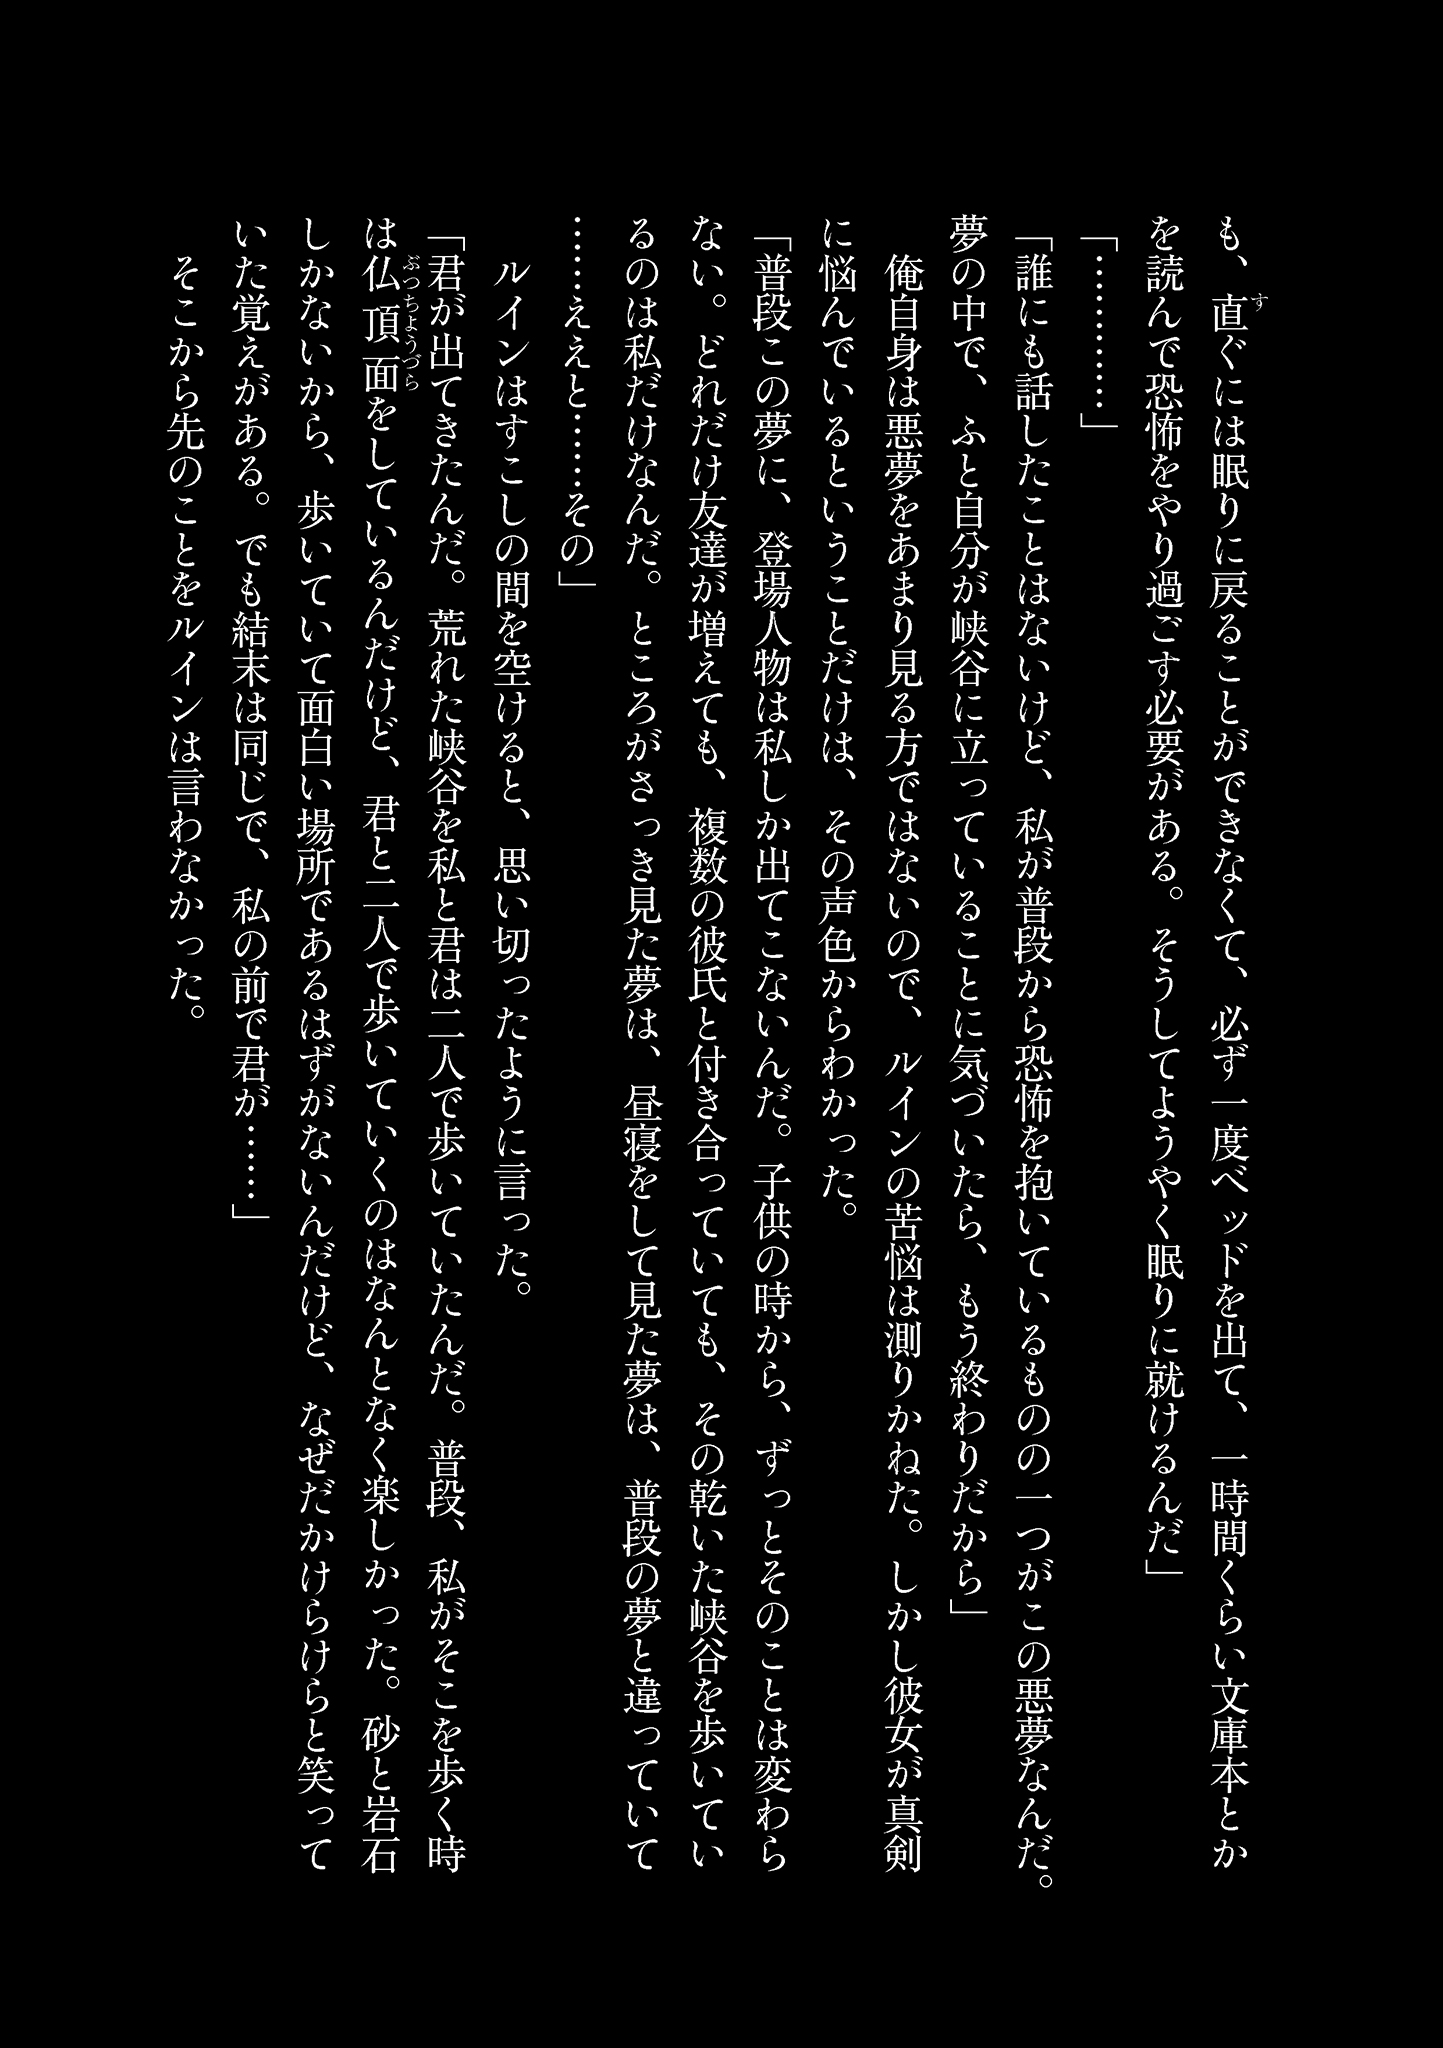 も、直ぐには眠りに戻ることができなくて、必ず一度ベッドを出て、一時間くらい文庫本とか
を読んで恐怖をやり過ごす必要がある。そうしてようやく眠りに就けるんだ」
「…………」
「誰にも話したことはないけど、私が普段から恐怖を抱いているものの一つがこの悪夢なんだ。
夢の中で、ふと自分が峡谷に立っていることに気づいたら、もう終わりだから」
俺自身は悪夢をあまり見る方ではないので、ルインの苦悩は測りかねた。しかし彼女が真剣
に悩んでいるということだけは、その声色からわかった。
「普段この夢に、登場人物は私しか出てこないんだ。子供の時から、ずっとそのことは変わら
ない。どれだけ友達が増えても、複数の彼氏と付き合っていても、その乾いた峡谷を歩いてい
るのは私だけなんだ。ところがさっき見た夢は、昼寝をして見た夢は、普段の夢と違っていて
……ええと……その」
ルインはすこしの間を空けると、思い切ったように言った。
「君が出てきたんだ。荒れた峡谷を私と君は二人で歩いていたんだ。普段、私がそこを歩く時
は仏頂面をしているんだけど、君と二人で歩いていくのはなんとなく楽しかった。砂と岩石
しかないから、歩いていて面白い場所であるはずがないんだけど、なぜだかけらけらと笑って
いた覚えがある。でも結末は同じで、私の前で君が……」
そこから先のことをルインは言わなかった。